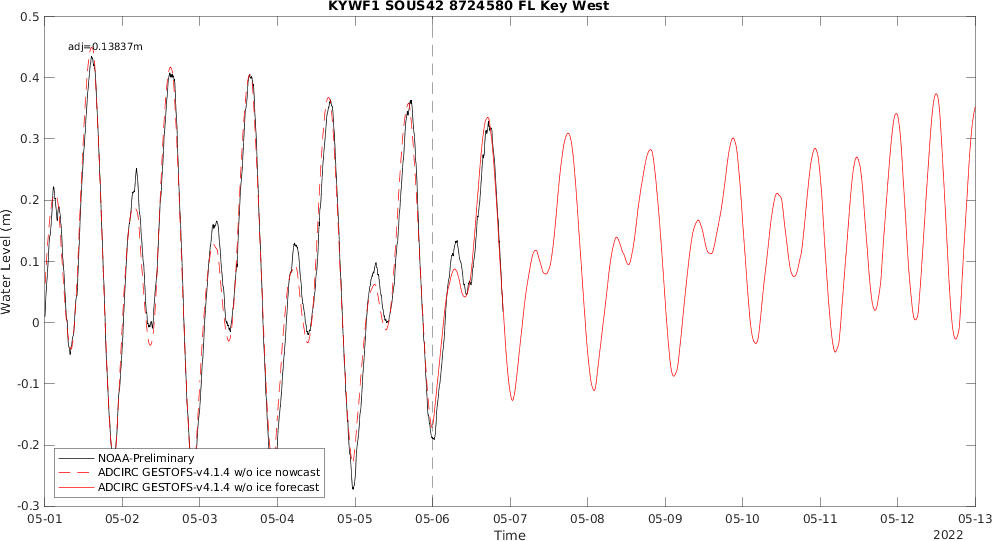 KYWF1 SOUS42 8724580 FL Key West
adj=0.13837m
0.5
0.4
0.3
0.2
0.1
0
-0.1
-0.2
-0.3
Water Level (m)
NOAA-Preliminary
ADCIRC GESTOFS-v4.1.4 w/o ice nowcast
ADCIRC GESTOFS-v4.1.4 w/o ice forecast
05-01 05-02 05-03 05-04 05-05 05-06 05-07 05-08 05-09 05-10 05-11 05-12 05-13
Time
2022